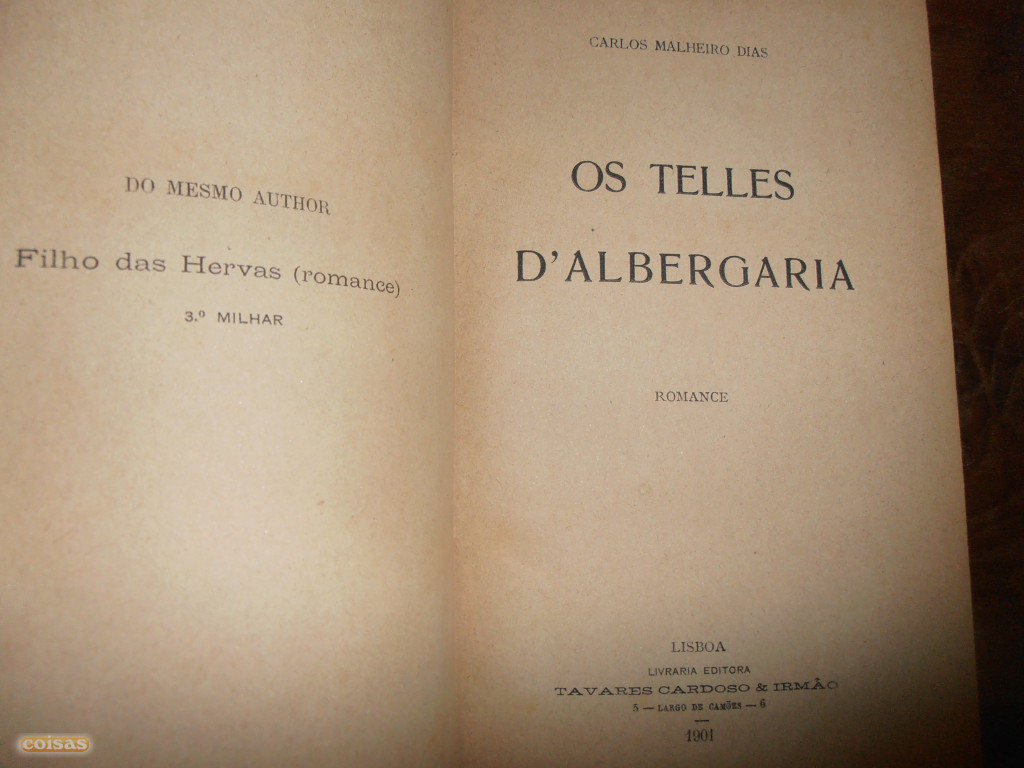 DO MESMO AUTHOR
Filho das Hervas (romance)
3.º MILHAR
CARLOS MALHEIRO DIAS
OS TELLES
D'ALBERGARIA
ROMANCE
LISBOA
LIVRARIA EDITORA
TAVARES CARDOSO & IRMÃO
5 — LARGO DE CAMÕES — 6
1901
coisas